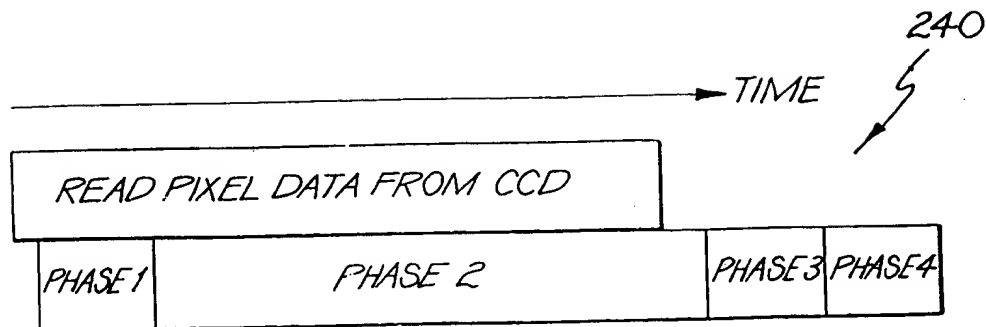 240
TIME
READ PIXEL DATA FROM CCD
PHASE 1 PHASE 2 PHASE 3 PHASE 4